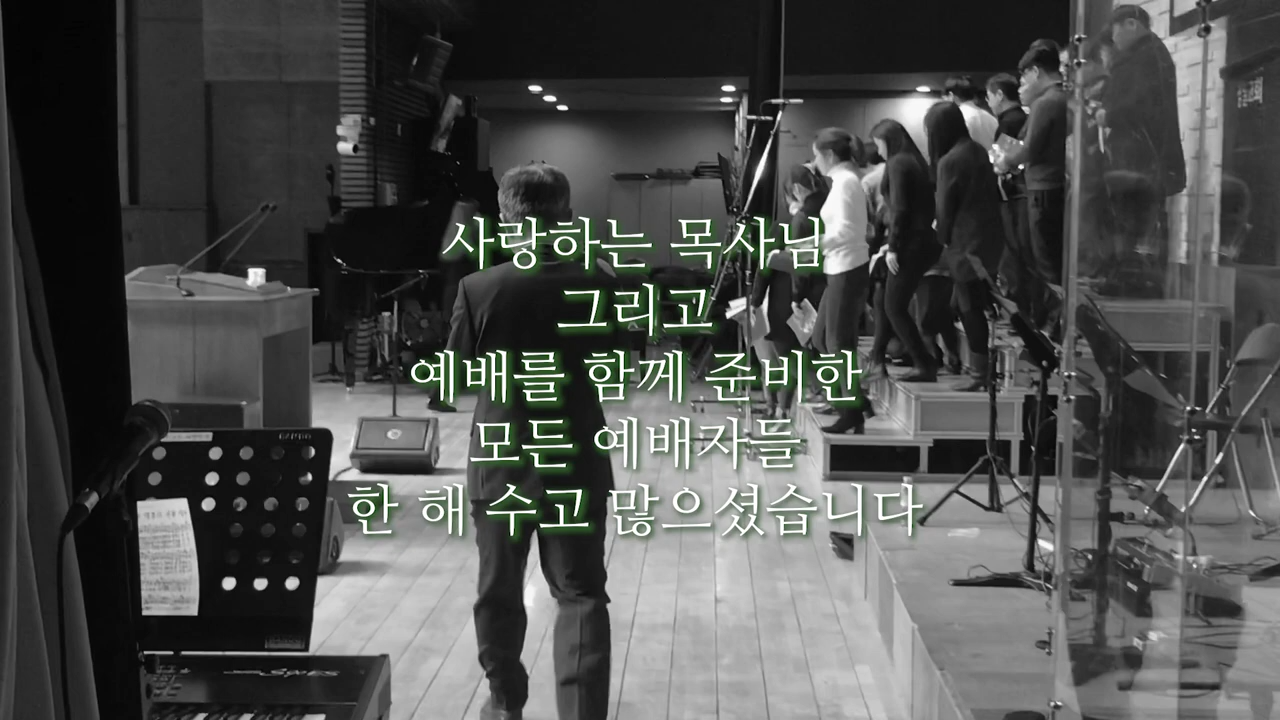 사랑하는 목사님
그리고
예배를 함께 준비한
모든 예배자들
한 해 수고 많으셨습니다